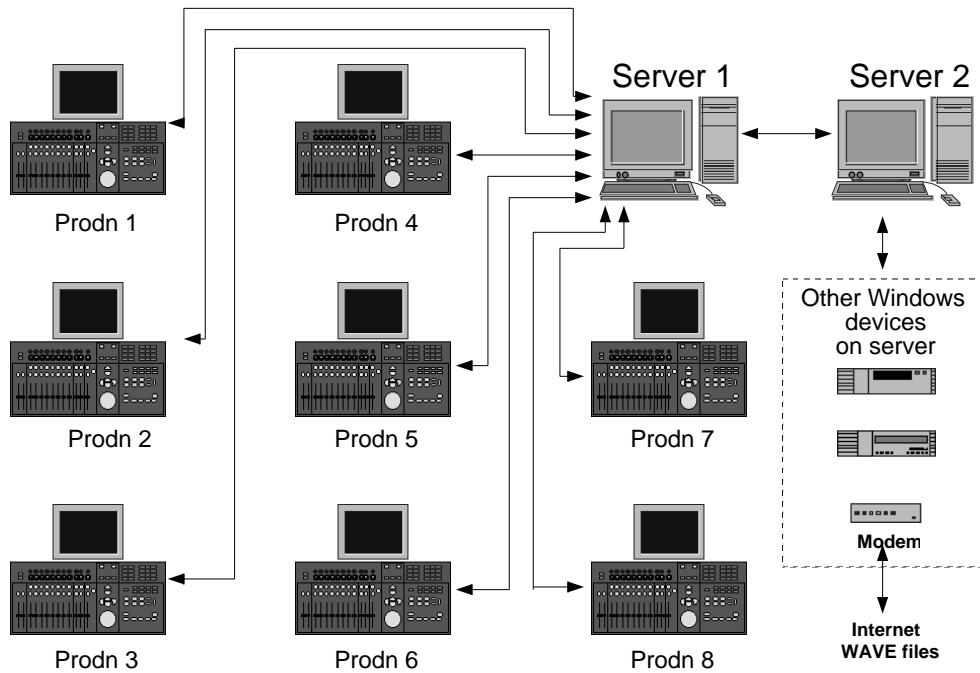 Server 1
Server 2
Prodn 1
Prodn 4
Other Windows
devices
on server
Prodn 2
Prodn 5
Prodn 7
Modem
Prodn 3
Prodn 6
Prodn 8
Internet
WAVE files